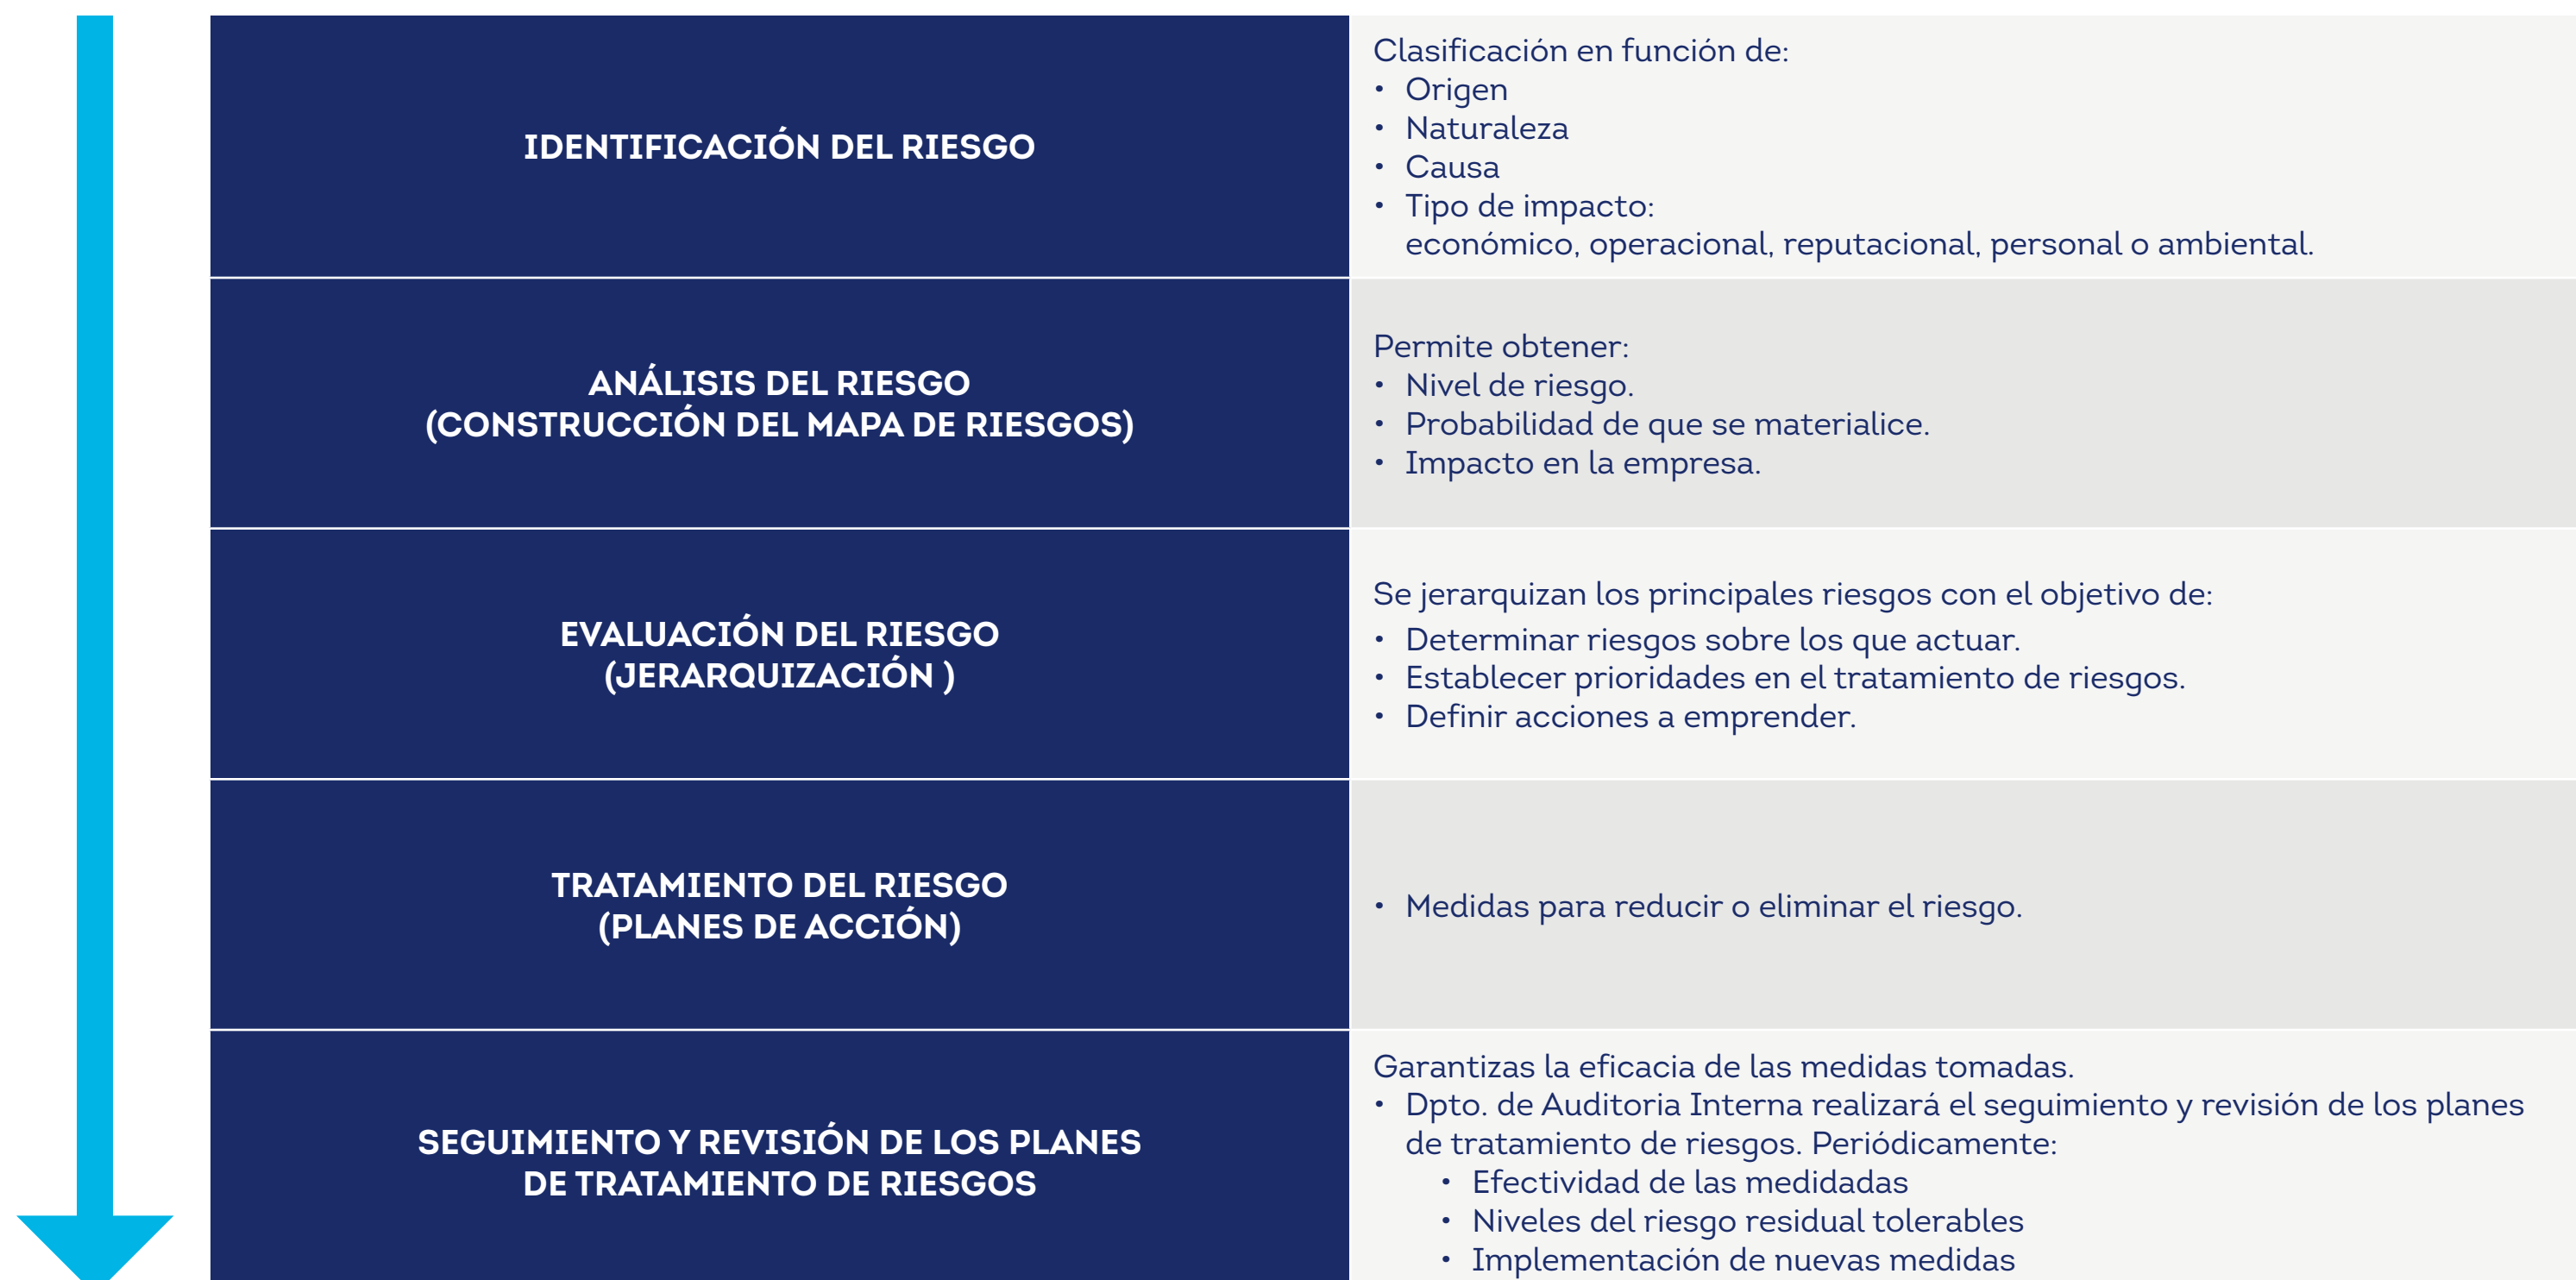 IDENTIFICACIÓN DEL RIESGO
Clasificación en función de:
• Origen
• Naturaleza
• Causa
• Tipo de impacto:
económico, operacional, reputacional, personal o ambiental.
ANÁLISIS DEL RIESGO
(CONSTRUCCIÓN DEL MAPA DE RIESGOS)
Permite obtener:
• Nivel de riesgo.
• Probabilidad de que se materialice.
• Impacto en la empresa.
EVALUACIÓN DEL RIESGO
(JERARQUIZACIÓN )
Se jerarquizan los principales riesgos con el objetivo de:
• Determinar riesgos sobre los que actuar.
• Establecer prioridades en el tratamiento de riesgos.
• Definir acciones a emprender.
TRATAMIENTO DEL RIESGO
(PLANES DE ACCIÓN)
• Medidas para reducir o eliminar el riesgo.
SEGUIMIENTO Y REVISIÓN DE LOS PLANES
DE TRATAMIENTO DE RIESGOS
Garantizas la eficacia de las medidas tomadas.
• Dpto. de Auditoria Interna realizará el seguimiento y revisión de los planes
de tratamiento de riesgos. Periódicamente:
• Efectividad de las medidadas
• Niveles del riesgo residual tolerables
• Implementación de nuevas medidas